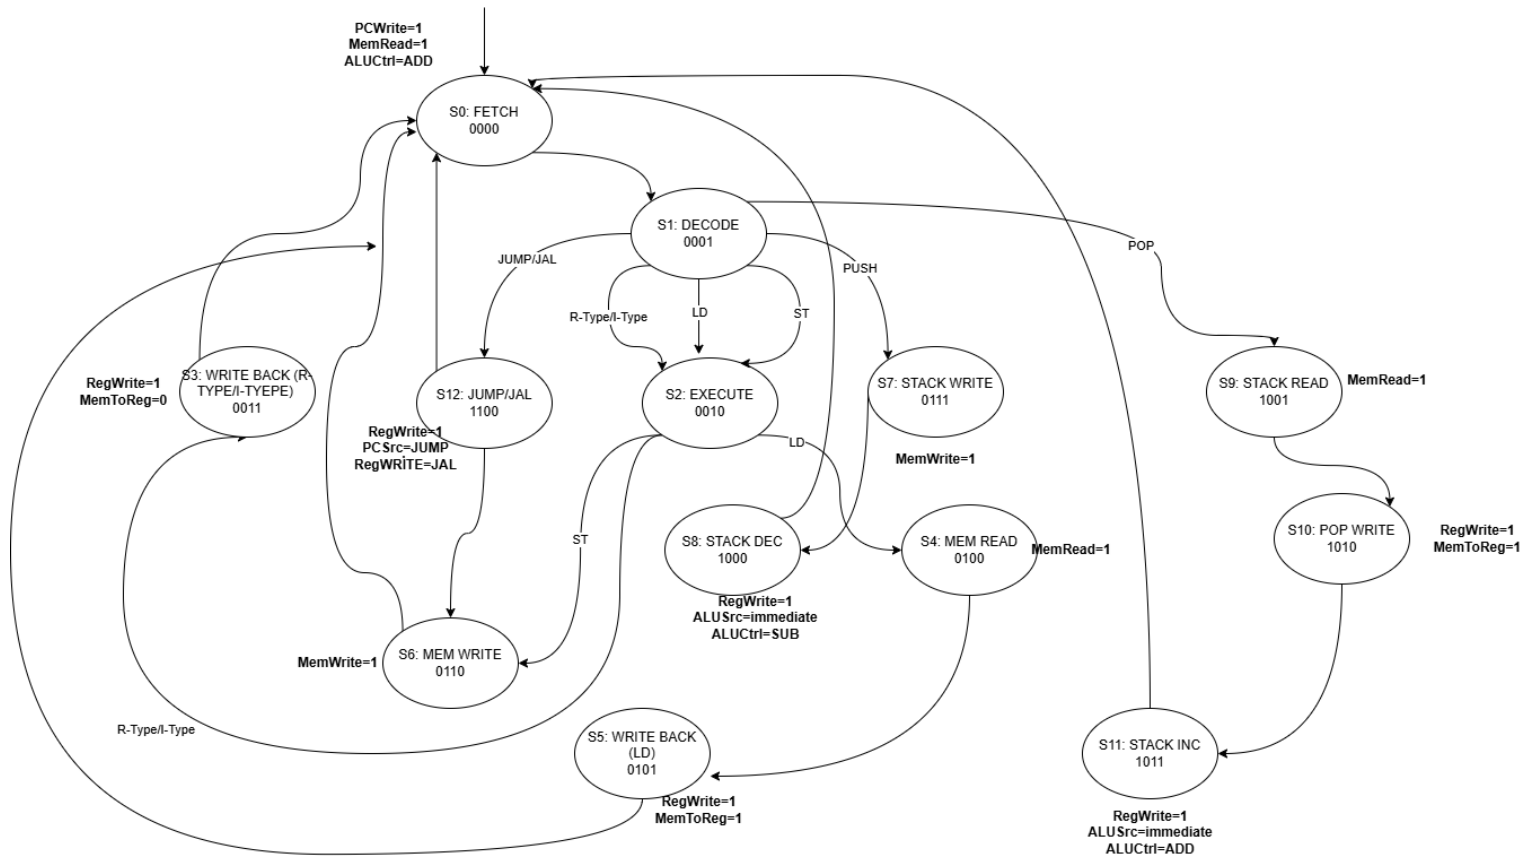 PCWrite=1
MemRead=1
ALUCtrl=ADD
S0: FETCH
0000
S1: DECODE
0001
POP
JUMP/JAL
PUSH
R-Type/I-Type
LD
ST
S3: WRITE BACK (R-
TYPE/I-TYEPE)
0011
RegWrite=1
MemToReg=0
S12: JUMP/JAL
1100
RegWrite=1
PCSrc=JUMP
RegWRITE=JAL
S2: EXECUTE
0010
S7: STACK WRITE
0111
MemWrite=1
S9: STACK READ
1001
MemRead=1
LD
ST
S8: STACK DEC
1000
RegWrite=1
ALUSrc=immediate
ALUCtrl=SUB
S4: MEM READ
0100
MemRead=1
S10: POP WRITE
1010
RegWrite=1
MemToReg=1
MemWrite=1
S6: MEM WRITE
0110
R-Type/I-Type
S5: WRITE BACK
(LD)
0101
RegWrite=1
MemToReg=1
S11: STACK INC
1011
RegWrite=1
ALUSrc=immediate
ALUCtrl=ADD